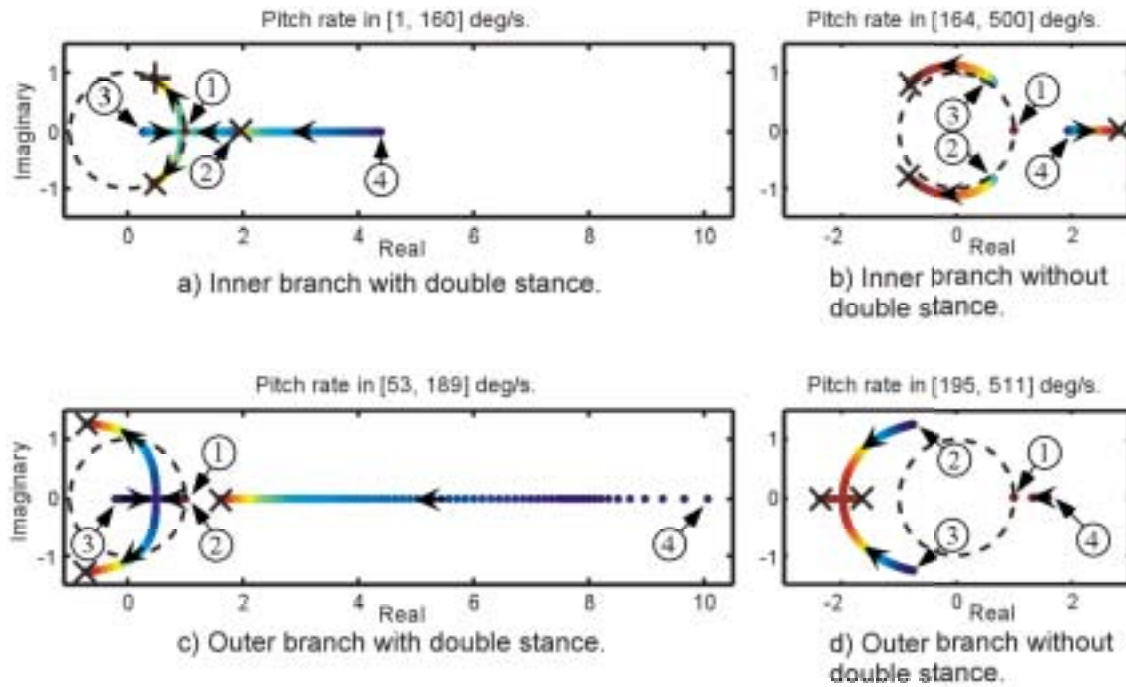 Pitch rate in [1, 160] deg/s.
Imaginary
1
0
-1
3
1
2
4
0
2
4
6
8
10
Real
a) Inner branch with double stance.
Pitch rate in [164, 500] deg/s.
1
0
-1
1
3
2
4
-2
0
2
Real
b) Inner branch without
double stance.
Pitch rate in [53, 189] deg/s.
Imaginary
1
0
-1
1
3
2
4
0
2
4
6
8
10
Real
c) Outer branch with double stance.
Pitch rate in [195, 511] deg/s.
1
0
-1
2
1
3
4
-2
0
2
Real
d) Outer branch without
double stance.